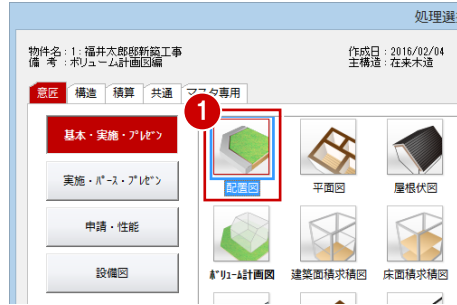 処理選
物件名：1：福井太郎邸新築工事
作成日：2016/02/04
備　考：ボリューム計画図編
主構造：在来木造
意匠 構造 積算 共通 マスタ専用
1
基本・実施・ﾌﾟﾚｾﾞﾝ
配置図 平面図 屋根伏図
実施・ﾊﾟｰｽ・ﾌﾟﾚｾﾞﾝ
申請・性能
ﾎﾞﾘｭｰﾑ計画図 建築面積求積図 床面積求積図
設備図